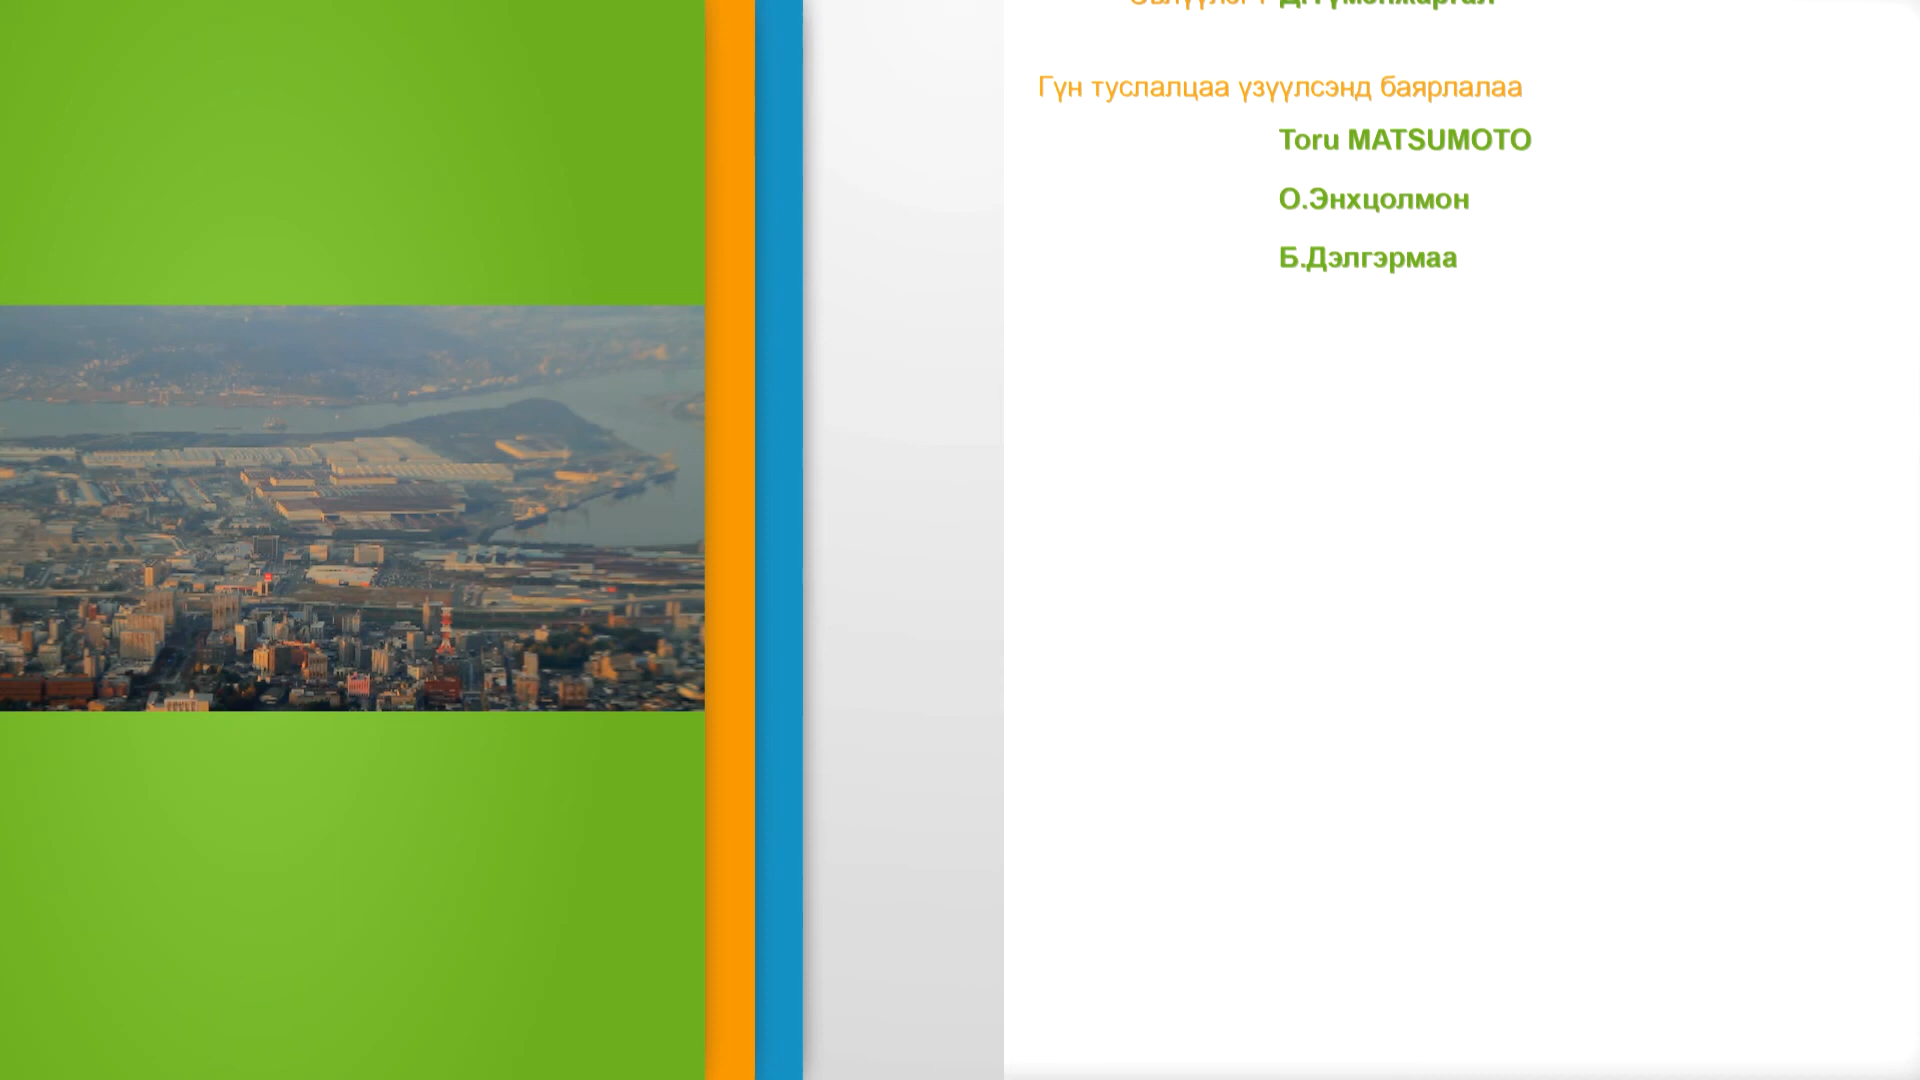 Гүн туслалцаа үзүүлсэнд баярлалаа
Toru MATSUMOTO
О.Энхцолмон
Б.Дэлгэрмаа